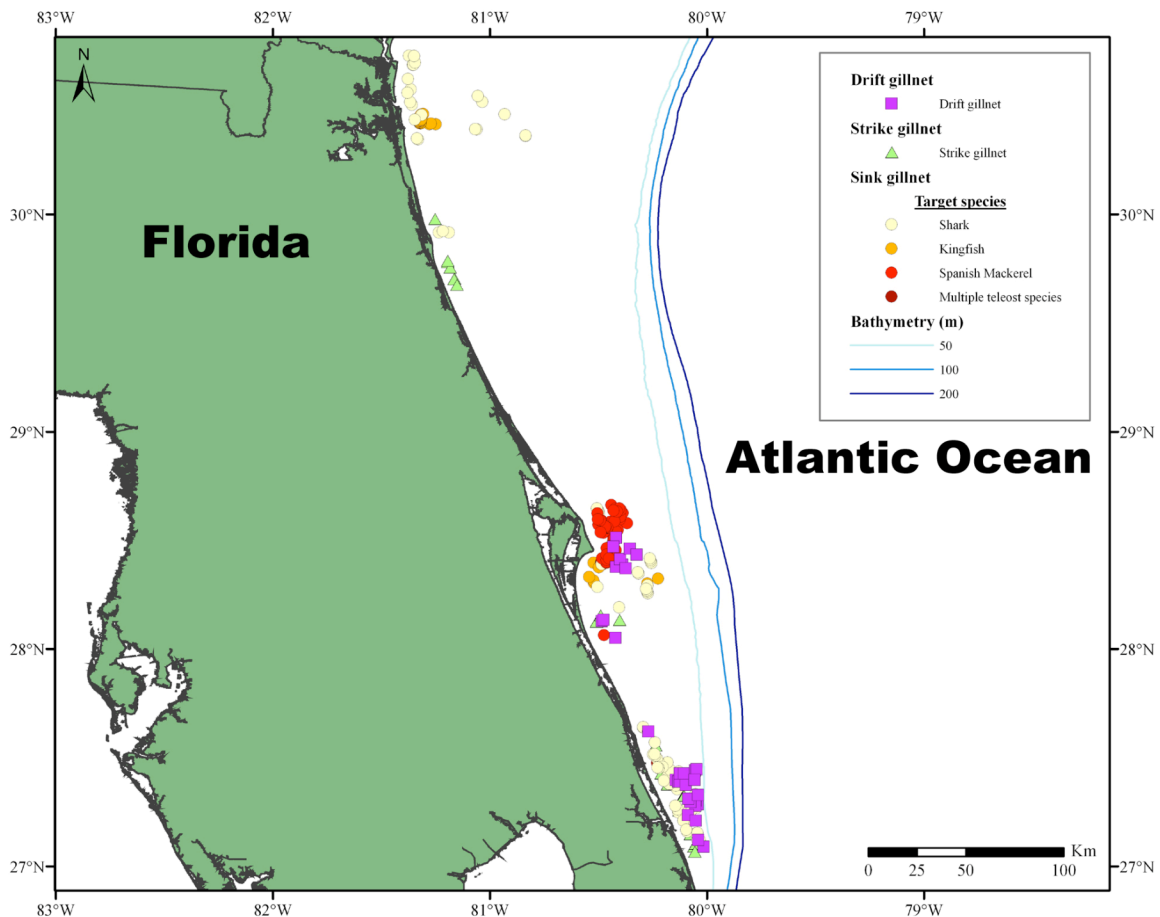 83°W 82°W 81°W 80°W 79°W
N
Drift gillnet
Drift gillnet
Strike gillnet
Strike gillnet
Sink gillnet
Target species
Shark
Kingfish
Spanish Mackerel
Multiple teleost species
Bathymetry (m)
50
100
200
30°N 30°N
Florida
29°N 29°N
Atlantic Ocean
28°N 28°N
27°N 27°N
Km
0 25 50 100
83°W 82°W 81°W 80°W 79°W